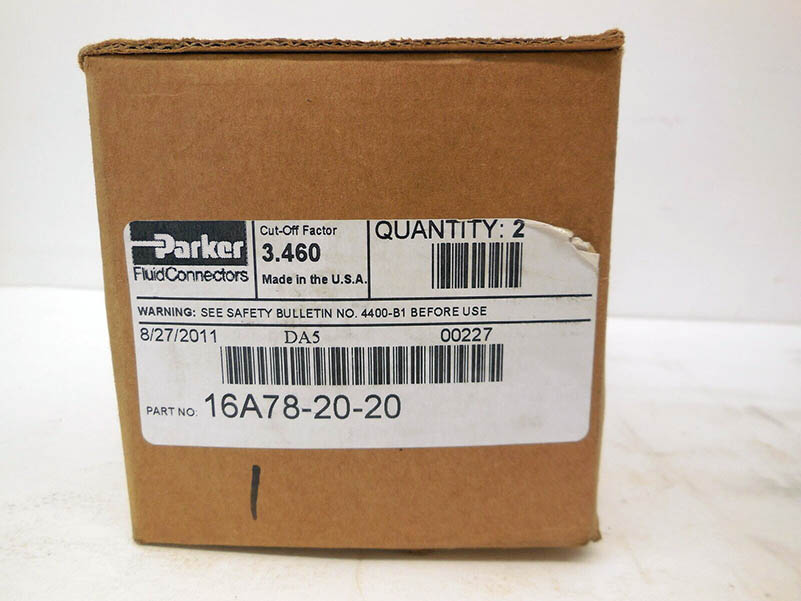 Parker
FluidConnectors
Cut-Off Factor
3.460
Made in the U.S.A.
QUANTITY: 2
WARNING: SEE SAFETY BULLETIN NO. 4400-B1 BEFORE USE
8/27/2011 DA5 00227
PART NO: 16A78-20-20
1